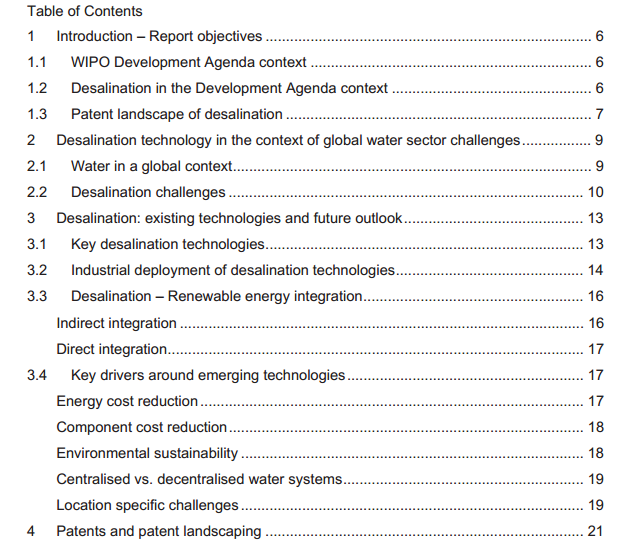 Table of Contents
1 Introduction – Report objectives ................................................................................ 6
1.1 WIPO Development Agenda context ..................................................................... 6
1.2 Desalination in the Development Agenda context ................................................. 6
1.3 Patent landscape of desalination ........................................................................... 7
2 Desalination technology in the context of global water sector challenges................. 9
2.1 Water in a global context........................................................................................ 9
2.2 Desalination challenges ....................................................................................... 10
3 Desalination: existing technologies and future outlook............................................ 13
3.1 Key desalination technologies.............................................................................. 13
3.2 Industrial deployment of desalination technologies.............................................. 14
3.3 Desalination – Renewable energy integration...................................................... 16
Indirect integration ................................................................................................... 16
Direct integration...................................................................................................... 17
3.4 Key drivers around emerging technologies.......................................................... 17
Energy cost reduction .............................................................................................. 17
Component cost reduction....................................................................................... 18
Environmental sustainability .................................................................................... 18
Centralised vs. decentralised water systems........................................................... 19
Location specific challenges .................................................................................... 19
4 Patents and patent landscaping .............................................................................. 21